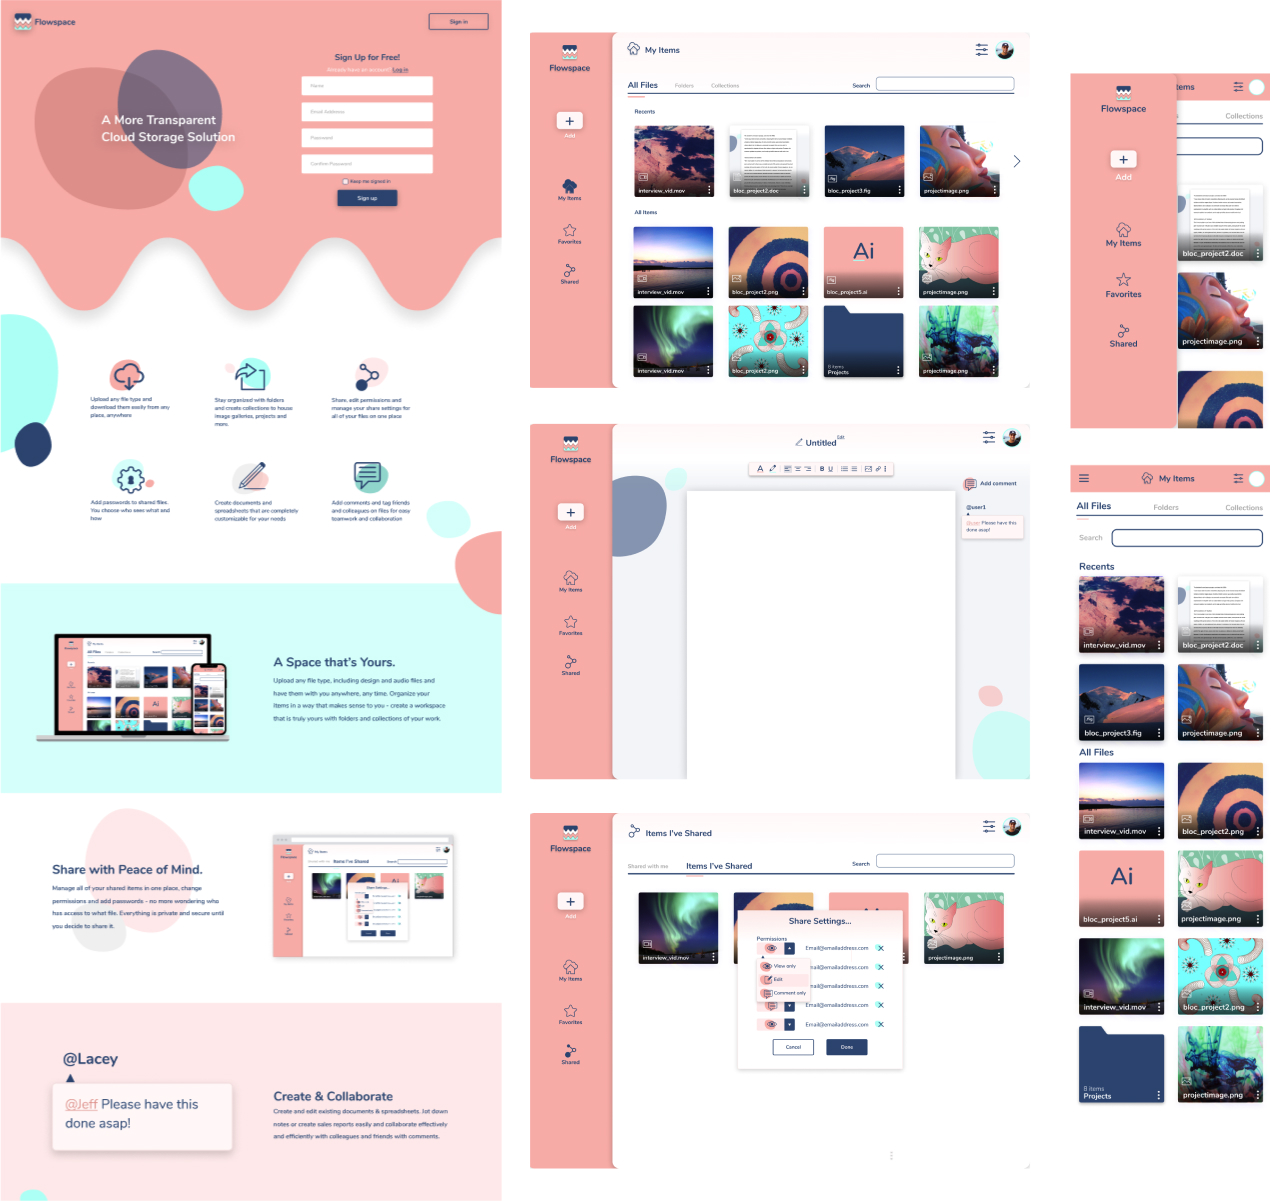 Flowspace
Sign in
Sign Up for Free!
Already have an account? Log in
Name
Email Address
Password
Confirm Password
Keep me signed in
Sign up
A More Transparent
Cloud Storage Solution
Upload any file type and
download them easily from any
place, anywhere
Stay organized with folders
and create collections to house
image galleries, projects and
more.
Share, edit permissions and
manage your share settings for
all of your files on one place
Add passwords to shared files.
You choose who sees what and
how
Create documents and
spreadsheets that are completely
customizable for your needs
Add comments and tag friends
and colleagues on files for easy
teamwork and collaboration
A Space that's Yours.
Upload any file type, including design and audio files and
have them with you anywhere, any time. Organize your
items in a way that makes sense to you - create a workspace
that is truly yours with folders and collections of your work.
Share with Peace of Mind.
Manage all of your shared items in one place, change
permissions and add passwords - no more wondering who
has access to what file. Everything is private and secure until
you decide to share it.
Items I've Shared
@Lacey
@Jeff Please have this
done asap!
Create & Collaborate
Create and edit existing documents & spreadsheets. Jot down
notes or create sales reports easily and collaborate effectively
and efficiently with colleagues and friends with comments.
Flowspace
Add
My Items
Favorites
Shared
My Items
All Files
Folders
Collections
Search
Recents
interview_vid.mov
bloc_project2.doc
bloc_project3.fig
projectimage.png
All Items
interview_vid.mov
bloc_project2.png
Ai
bloc_project5.ai
projectimage.png
interview_vid.mov
bloc_project2.png
8 items
Projects
projectimage.png
Flowspace
Add
My Items
Favorites
Shared
Untitled
Edit
A
B U
Add comment
@user1
@user Please have this
done asap!
Flowspace
Add
My Items
Favorites
Shared
Items I've Shared
Shared with me
Items I've Shared
Search
interview_vid.mov
projectimage.png
Share Settings...
Permissions
Email@emailaddress.com
View only
mail@emailaddress.com
Edit
mail@emailaddress.com
Comment only
Email@emailaddress.com
Email@emailaddress.com
Cancel
Done
Flowspace
Add
My Items
Favorites
Shared
tems
Collections
bloc_project2.doc
projectimage.png
My Items
All Files
Folders
Collections
Search
Recents
interview_vid.mov
bloc_project2.doc
bloc_project3.fig
projectimage.png
All Files
interview_vid.mov
bloc_project2.png
Ai
bloc_project5.ai
projectimage.png
interview_vid.mov
bloc_project2.png
8 items
Projects
projectimage.png